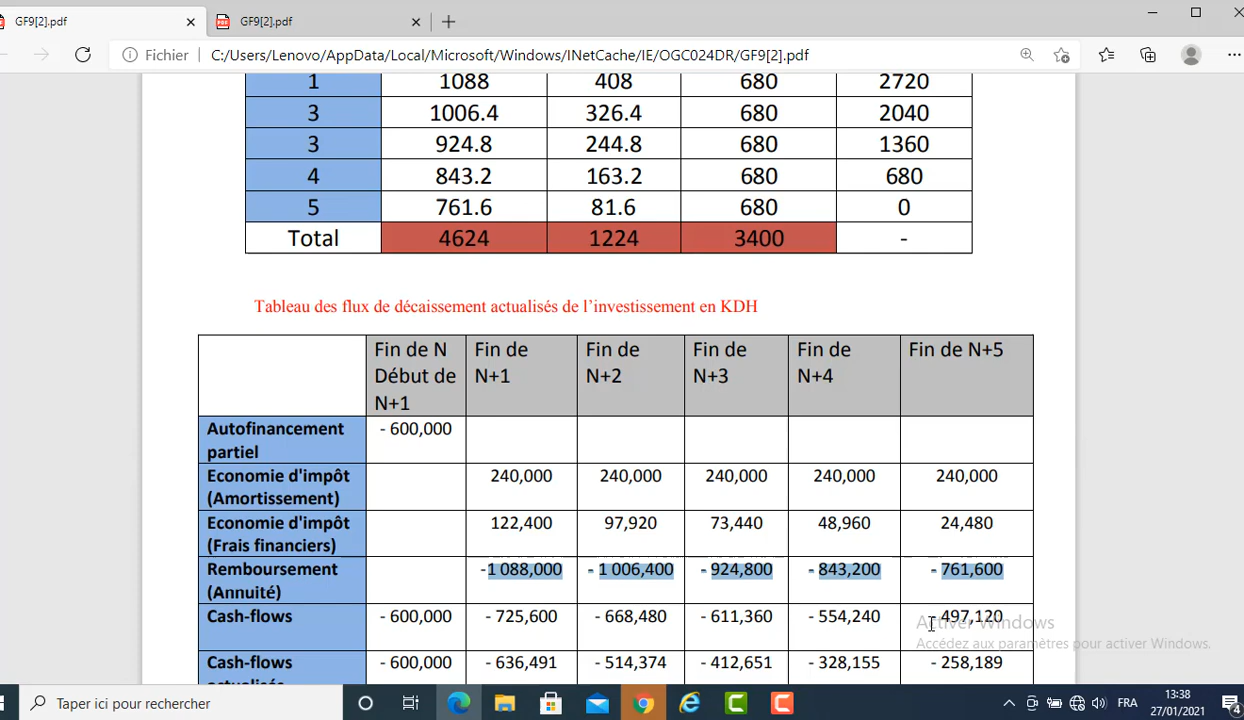 GF9[2].pdf
GF9[2].pdf
Fichier C:/Users/Lenovo/AppData/Local/Microsoft/Windows/INetCache/IE/OGC024DR/GF9[2].pdf
1 1088 408 680 2720
3 1006.4 326.4 680 2040
3 924.8 244.8 680 1360
4 843.2 163.2 680 680
5 761.6 81.6 680 0
Total 4624 1224 3400 -
Tableau des flux de décaissement actualisés de l'investissement en KDH
Fin de N Fin de Fin de Fin de Fin de Fin de N+5
Début de N+1 N+2 N+3 N+4
N+1
Autofinancement - 600,000
partiel
Economie d'impôt 240,000 240,000 240,000 240,000 240,000
(Amortissement)
Economie d'impôt 122,400 97,920 73,440 48,960 24,480
(Frais financiers)
Remboursement -1 088,000 - 1 006,400 - 924,800 - 843,200 - 761,600
(Annuité)
Cash-flows - 600,000 - 725,600 - 668,480 - 611,360 - 554,240 - 497,120
Activer Windows
Accédez aux paramètres pour activer Windows.
Cash-flows - 600,000 - 636,491 - 514,374 - 412,651 - 328,155 - 258,189
actualisés
Taper ici pour rechercher
FRA
13:38
27/01/2021
4